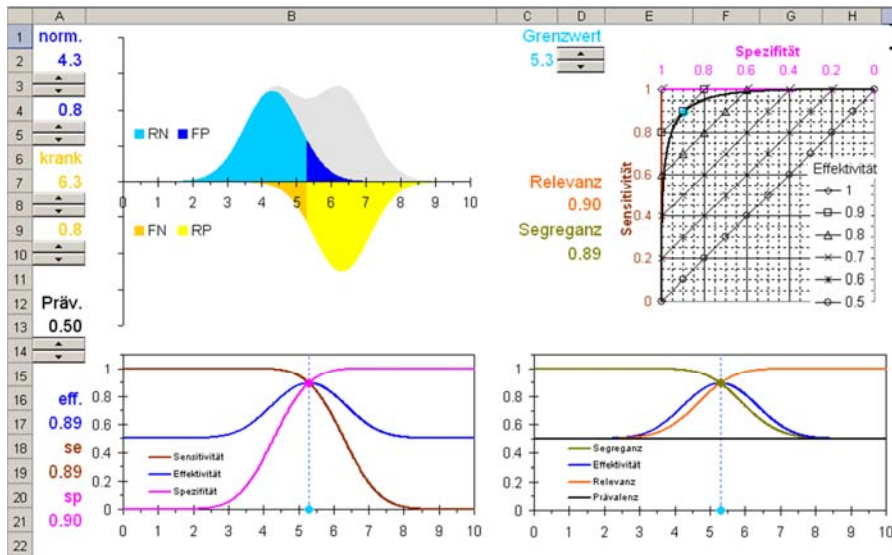 A B C D E F G H
1 norm. Grenzwert
2 4.3 5.3
3
4 0.8
5
6 krank
7 6.3
8
9 0.8
10
11
12 Präv.
13 0.50
14
15
16 eff.
17 0.89
18 se
19 0.89
20 sp
21 0.90
22
RN FP
0 1 2 3 4 5 6 7 8 9 10
FN RP
Relevanz
0.90
Segreganz
0.89
Spezifität
1 0.8 0.6 0.4 0.2 0
Sensitivität
1
0.8
0.6
0.4
0.2
0
Effektivität
1
0.9
0.8
0.7
0.6
0.5
1
0.8
0.6
0.4
0.2
0
Sensitivität
Effektivität
Spezifität
0 1 2 3 4 5 6 7 8 9 10
1
0.8
0.6
0.4
0.2
0
Segreganz
Effektivität
Relevanz
Prävalenz
0 1 2 3 4 5 6 7 8 9 10